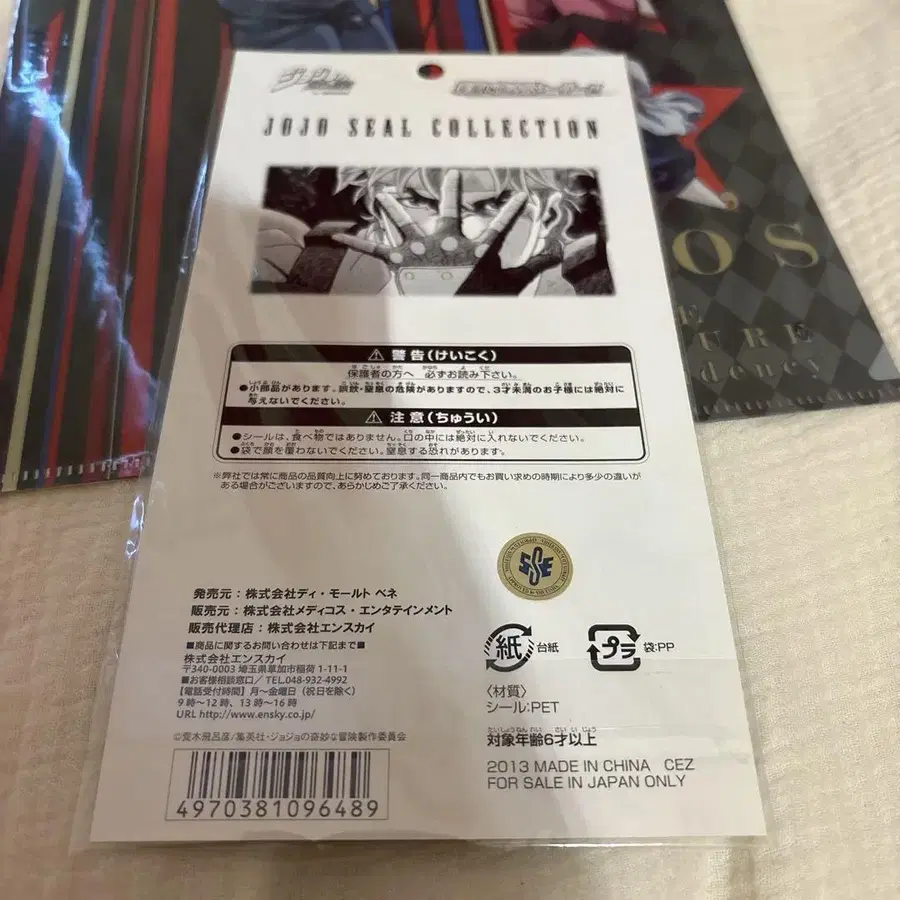 JOJO SEAL COLLECTION
警告(けいこく)
保護者の方へ 必ずお読み下さい。
●小部品があります。誤飲・窒息の危険がありますので、3才未満のお子様には絶対に
与えないでください。
注意(ちゅうい)
●シールは、食べ物ではありません。口の中には絶対に入れないでください。
●袋で顔を覆わないでください。窒息する恐れがあります。
※弊社では常に商品の品質向上に努めております。同一商品内でもお買い求めの時期により多少の違いが
ある場合がございますので、あらかじめご了承ください。
発売元:株式会社ディ・モールト ベネ
販売元:株式会社メディコス・エンタテインメント
販売代理店:株式会社エンスカイ
■商品に関するお問い合わせは下記まで■
株式会社エンスカイ
〒340-0003 埼玉県草加市稲荷 1-11-1
■お客様相談窓口/ TEL.048-932-4992
【電話受付時間】月〜金曜日(祝日を除く)
9時〜12時、13時〜16時
URL http://www.ensky.co.jp/
©荒木飛呂彦/集英社・ジョジョの奇妙な冒険製作委員会
4970381096489
紙 台紙
プラ 袋:PP
〈材質〉
シール:PET
対象年齢6才以上
2013 MADE IN CHINA CEZ
FOR SALE IN JAPAN ONLY
OS
URE
dency